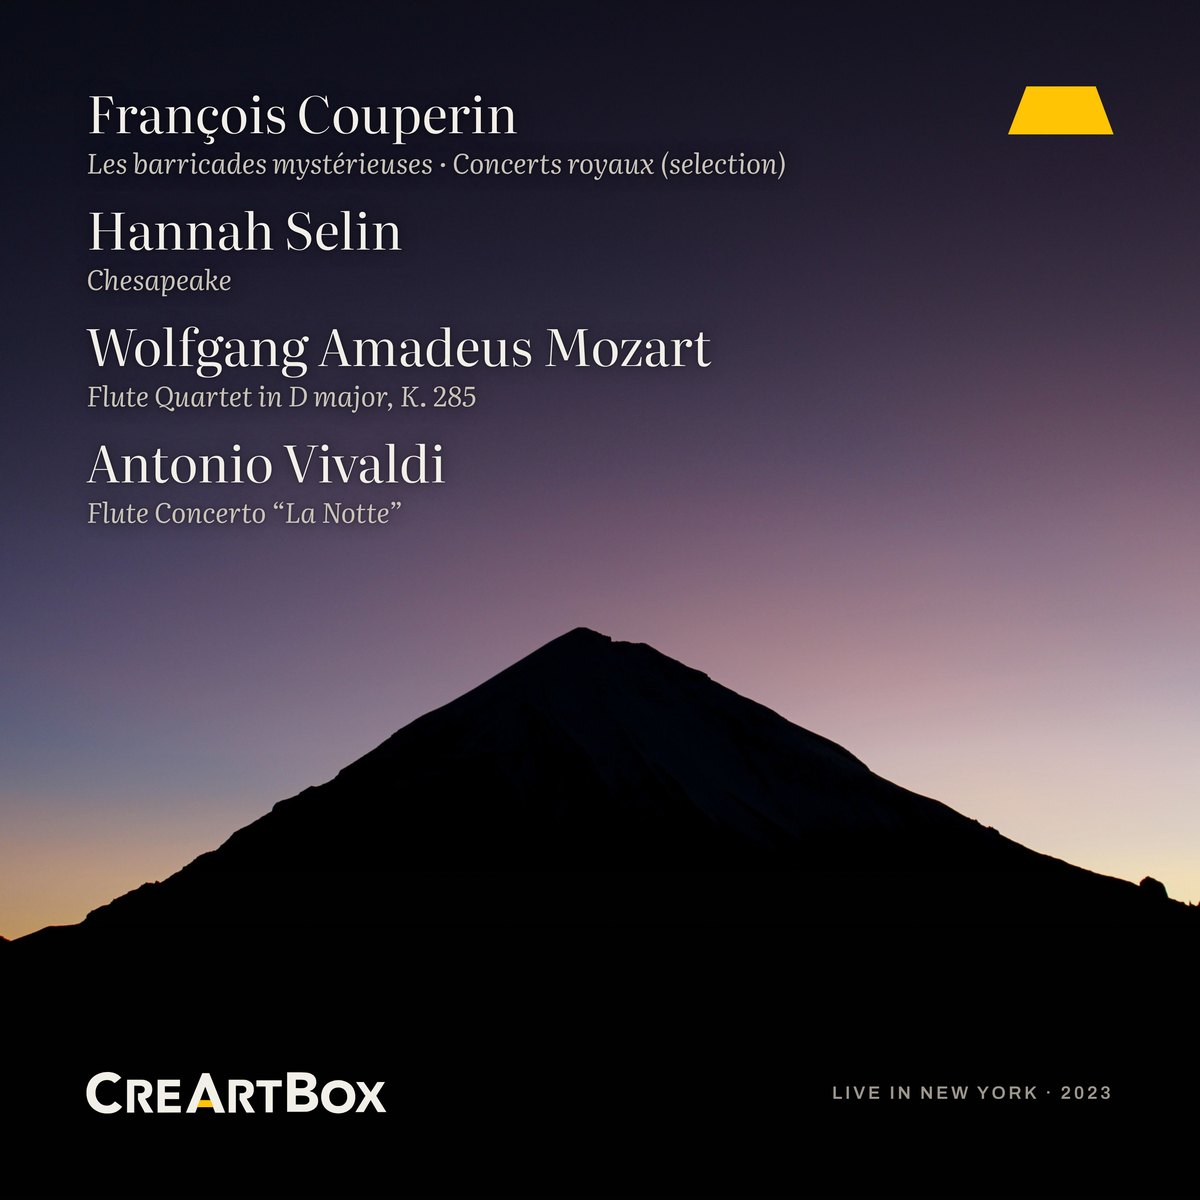 François Couperin
Les barricades mystérieuses · Concerts royaux (selection)
Hannah Selin
Chesapeake
Wolfgang Amadeus Mozart
Flute Quartet in D major, K. 285
Antonio Vivaldi
Flute Concerto “La Notte”
CREARTBOX
LIVE IN NEW YORK · 2023